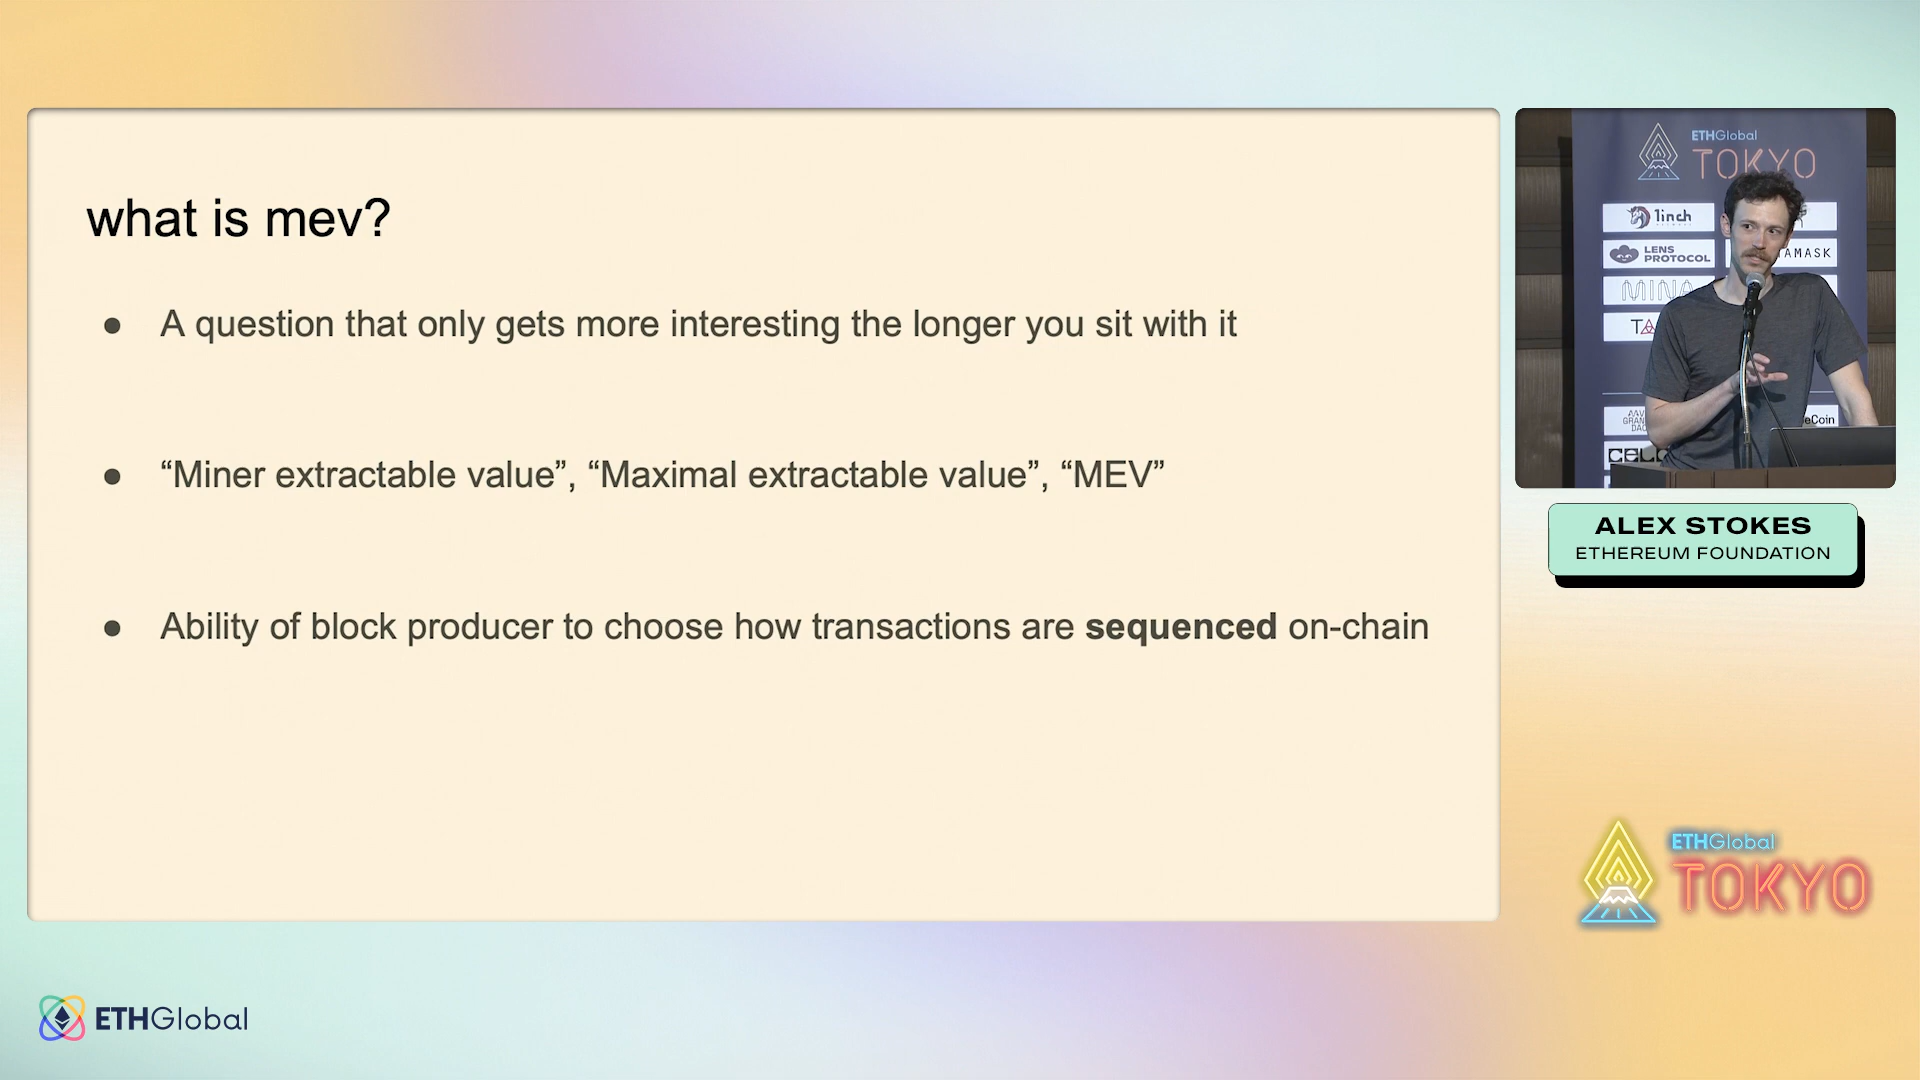 what is mev?
● A question that only gets more interesting the longer you sit with it
● “Miner extractable value”, “Maximal extractable value”, “MEV”
● Ability of block producer to choose how transactions are sequenced on-chain
ETHGlobal
TOKYO
1inch
LENS
PROTOCOL
AMASK
MINA
eCoin
ALEX STOKES
ETHEREUM FOUNDATION
ETHGlobal
TOKYO
ETHGlobal